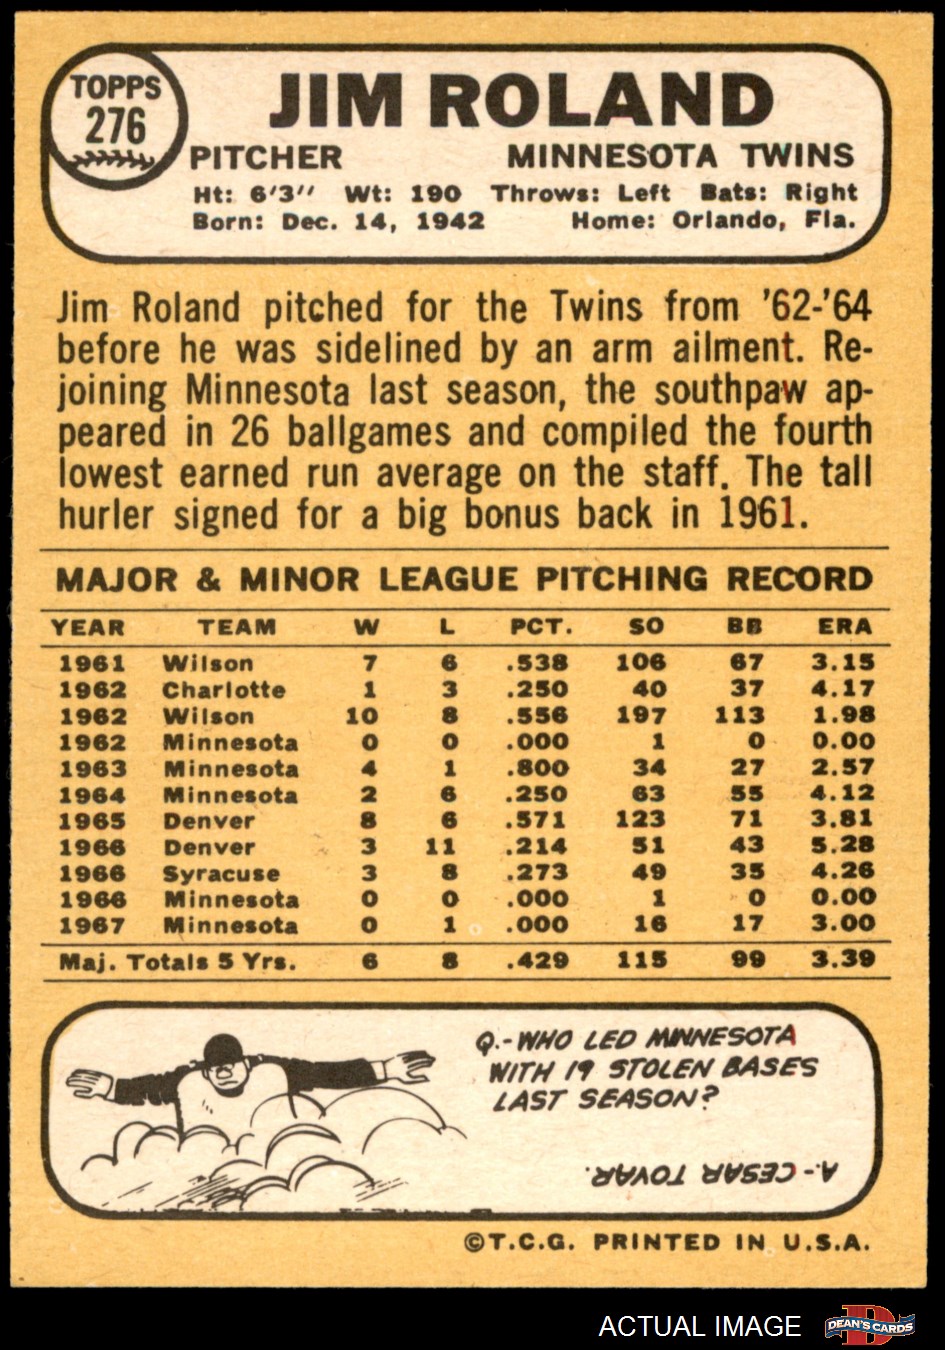 TOPPS
276
JIM ROLAND
PITCHER MINNESOTA TWINS
Ht: 6'3" Wt: 190 Throws: Left Bats: Right
Born: Dec. 14, 1942 Home: Orlando, Fla.
Jim Roland pitched for the Twins from '62-'64
before he was sidelined by an arm ailment. Re-
joining Minnesota last season, the southpaw ap-
peared in 26 ballgames and compiled the fourth
lowest earned run average on the staff. The tall
hurler signed for a big bonus back in 1961.
MAJOR & MINOR LEAGUE PITCHING RECORD
YEAR TEAM W L PCT. SO BB ERA
1961 Wilson 7 6 .538 106 67 3.15
1962 Charlotte 1 3 .250 40 37 4.17
1962 Wilson 10 8 .556 197 113 1.98
1962 Minnesota 0 0 .000 1 0 0.00
1963 Minnesota 4 1 .800 34 27 2.57
1964 Minnesota 2 6 .250 63 55 4.12
1965 Denver 8 6 .571 123 71 3.81
1966 Denver 3 11 .214 51 43 5.28
1966 Syracuse 3 8 .273 49 35 4.26
1966 Minnesota 0 0 .000 1 0 0.00
1967 Minnesota 0 1 .000 16 17 3.00
Maj. Totals 5 Yrs. 6 8 .429 115 99 3.39
Q.-WHO LED MINNESOTA
WITH 19 STOLEN BASES
LAST SEASON?
A.-CESAR TOVAR.
©T.C.G. PRINTED IN U.S.A.
ACTUAL IMAGE
D
DEAN'S CARDS